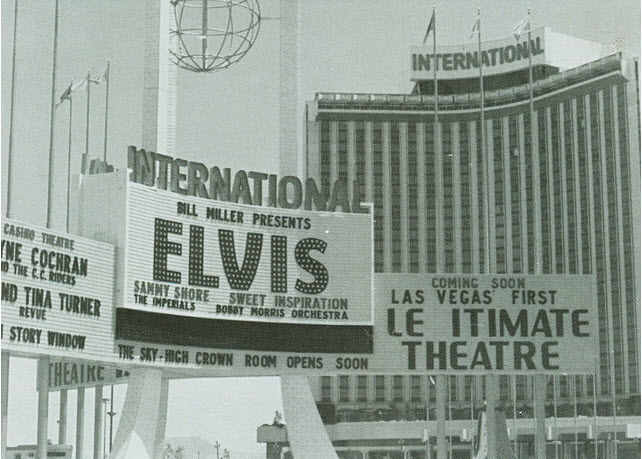 INTERNATIONAL
INTERNATIONAL
BILL MILLER PRESENTS
ELVIS
SAMMY SHORE SWEET INSPIRATION
THE IMPERIALS BOBBY MORRIS ORCHESTRA
THE SKY-HIGH CROWN ROOM OPENS SOON
CASINO THEATRE
NE COCHRAN
THE C.C. RIDERS
TINA TURNER
REVUE
STORY WINDOW
THEATRE
COMING SOON
LAS VEGAS' FIRST
LE ITIMATE
THEATRE